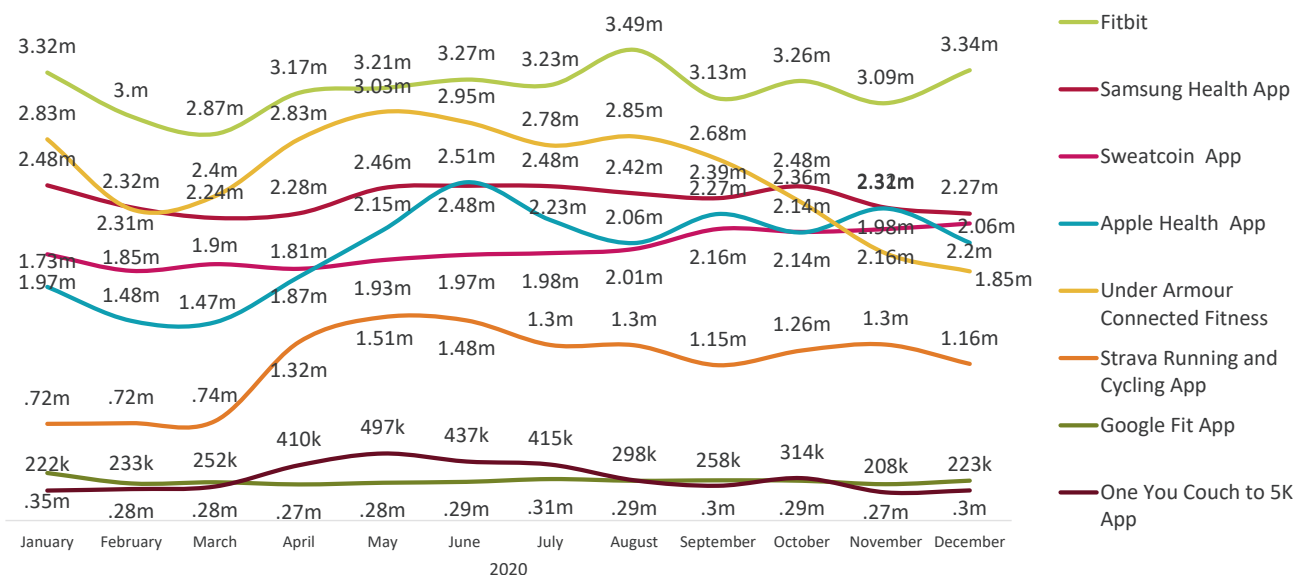 3.32m
3.m
2.87m
3.17m
3.21m
3.27m
3.23m
3.49m
3.13m
3.26m
3.09m
3.34m
2.83m
2.31m
2.4m
2.83m
3.03m
2.95m
2.78m
2.85m
2.68m
2.14m
1.98m
1.85m
2.48m
2.32m
2.24m
2.28m
2.46m
2.48m
2.48m
2.42m
2.39m
2.48m
2.32m
2.27m
1.73m
1.48m
1.47m
1.81m
2.15m
2.51m
2.23m
2.06m
2.27m
2.36m
2.31m
2.06m
1.97m
1.85m
1.9m
1.87m
1.93m
1.97m
1.98m
2.01m
2.16m
2.14m
2.16m
2.2m
.72m
.72m
.74m
1.32m
1.51m
1.48m
1.3m
1.3m
1.15m
1.26m
1.3m
1.16m
222k
233k
252k
410k
497k
437k
415k
298k
258k
314k
208k
223k
.35m
.28m
.28m
.27m
.28m
.29m
.31m
.29m
.3m
.29m
.27m
.3m
January
February
March
April
May
June
July
August
September
October
November
December
2020
Fitbit
Samsung Health App
Sweatcoin App
Apple Health App
Under Armour
Connected Fitness
Strava Running and
Cycling App
Google Fit App
One You Couch to 5K
App